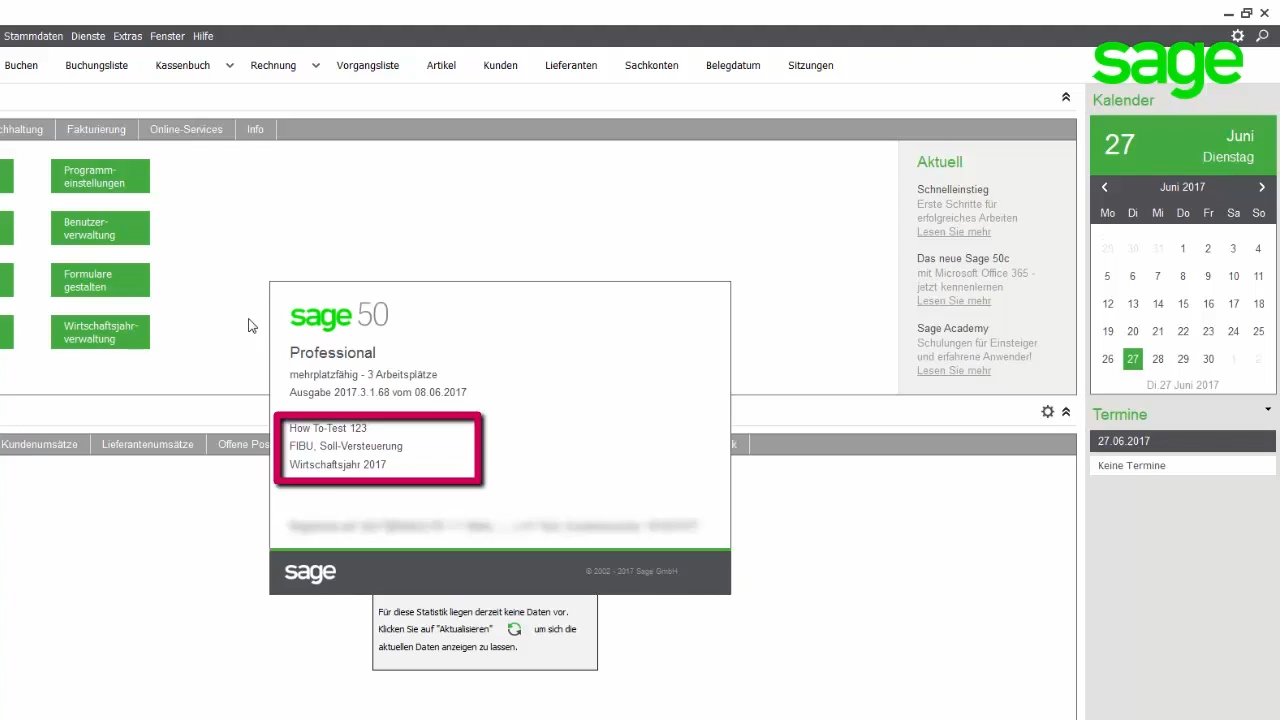 Stammdaten Dienste Extras Fenster Hilfe
sage
Buchen Buchungsliste Kassenbuch Rechnung Vorgangsliste Artikel Kunden Lieferanten Sachkonten Belegdatum Sitzungen
chhaltung Fakturierung Online-Services Info
Programm-
einstellungen
Benutzer-
verwaltung
Formulare
gestalten
Wirtschaftsjahr-
verwaltung
Aktuell
Schnelleinstieg
Erste Schritte für
erfolgreiches Arbeiten
Lesen Sie mehr
Das neue Sage 50c
mit Microsoft Office 365 -
jetzt kennenlernen
Lesen Sie mehr
Sage Academy
Schulungen für Einsteiger
und erfahrene Anwender!
Lesen Sie mehr
Kundenumsätze Lieferantenumsätze Offene Pos
k
sage 50
Professional
mehrplatzfähig - 3 Arbeitsplätze
Ausgabe 2017.3.1.68 vom 08.06.2017
How To-Test 123
FIBU, Soll-Versteuerung
Wirtschaftsjahr 2017
sage
© 2002 - 2017 Sage GmbH
Für diese Statistik liegen derzeit keine Daten vor.
Klicken Sie auf "Aktualisieren" um sich die
aktuellen Daten anzeigen zu lassen.
Kalender
27 Juni
Dienstag
Juni 2017
Mo Di Mi Do Fr Sa So
29 30 31 1 2 3 4
5 6 7 8 9 10 11
12 13 14 15 16 17 18
19 20 21 22 23 24 25
26 27 28 29 30 1 2
Di 27 Juni 2017
Termine
27.06.2017
Keine Termine